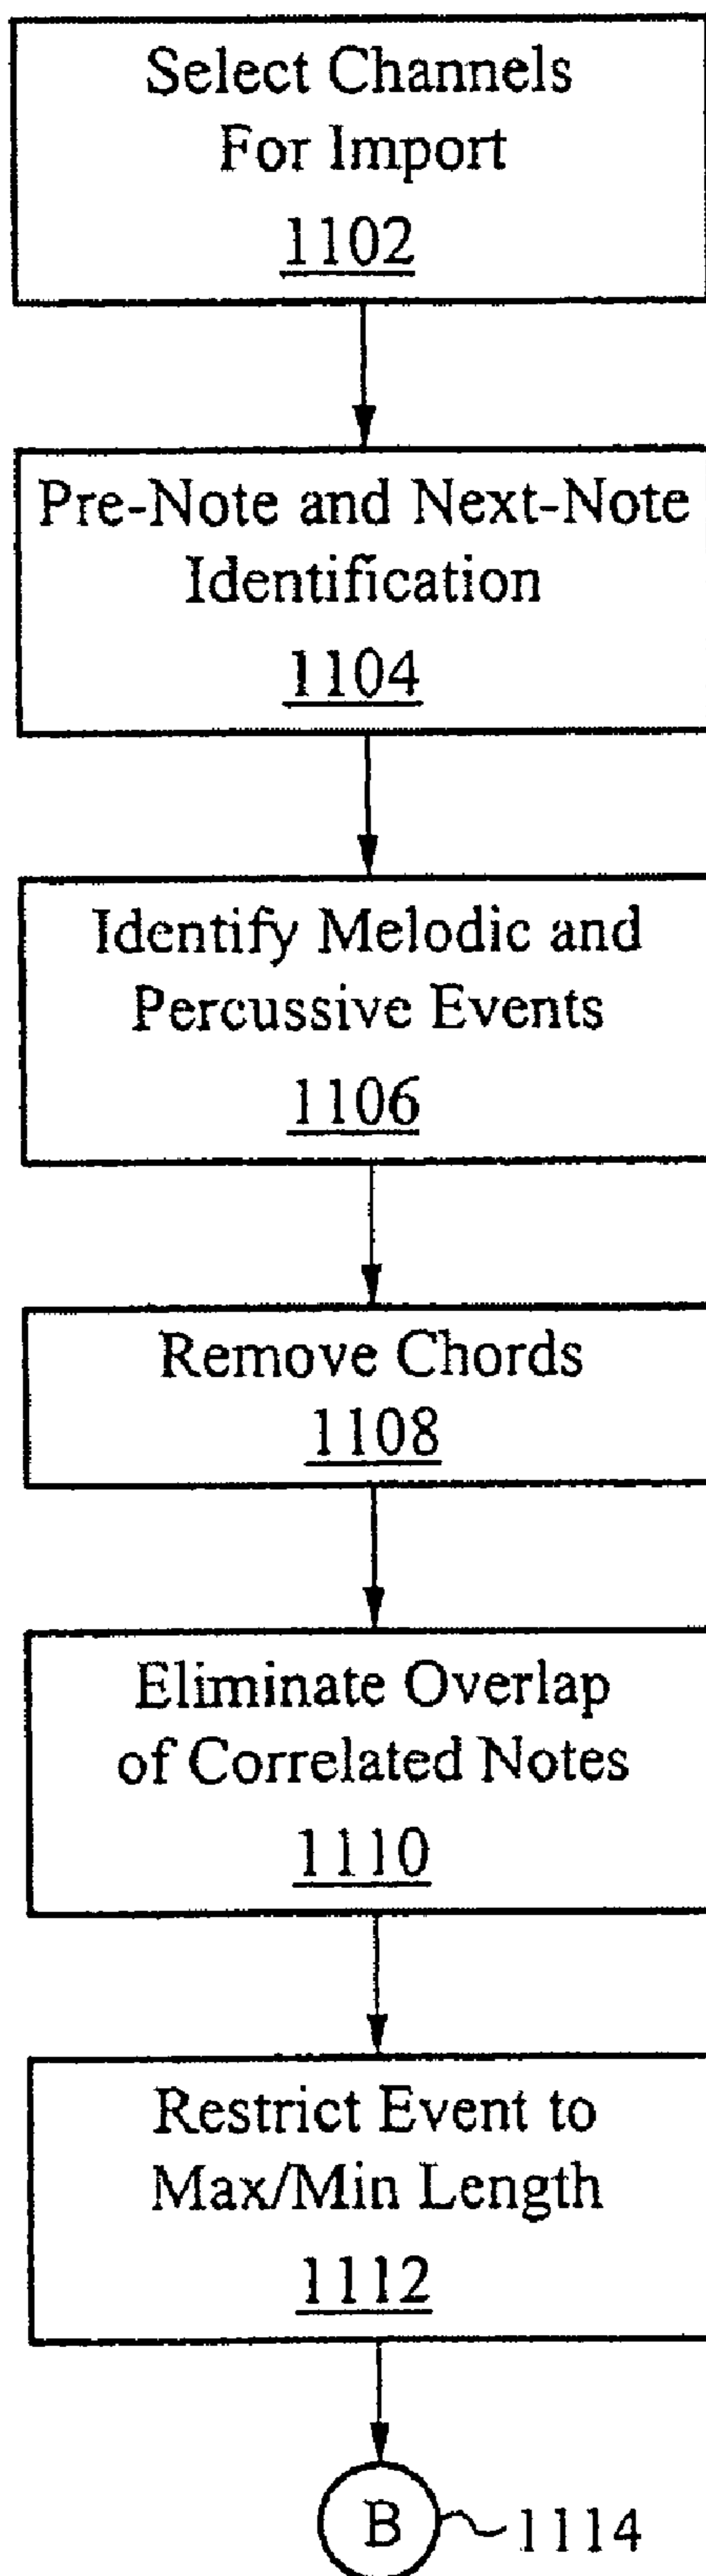 Select Channels
For Import
1102
Pre-Note and Next-Note
Identification
1104
Identify Melodic and
Percussive Events
1106
Remove Chords
1108
Eliminate Overlap
of Correlated Notes
1110
Restrict Event to
Max/Min Length
1112
B 1114